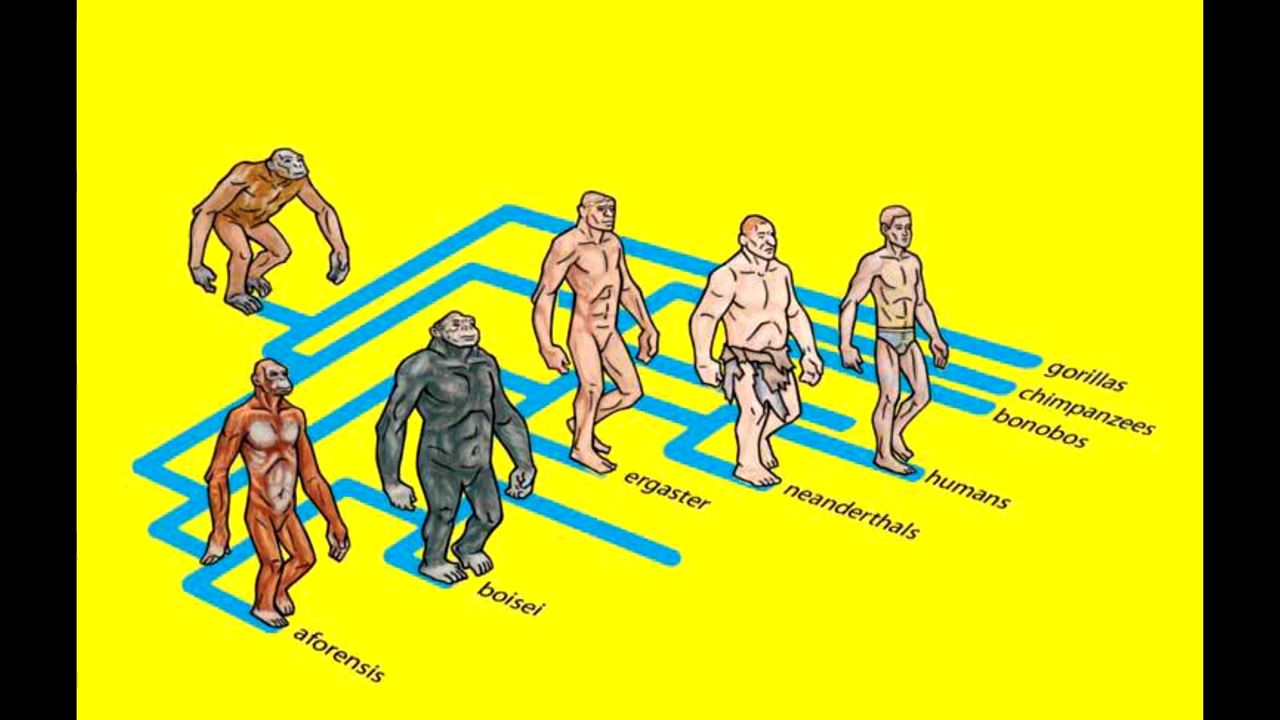 gorillas
chimpanzees
bonobos
humans
ergaster
neanderthals
boisei
aforensis